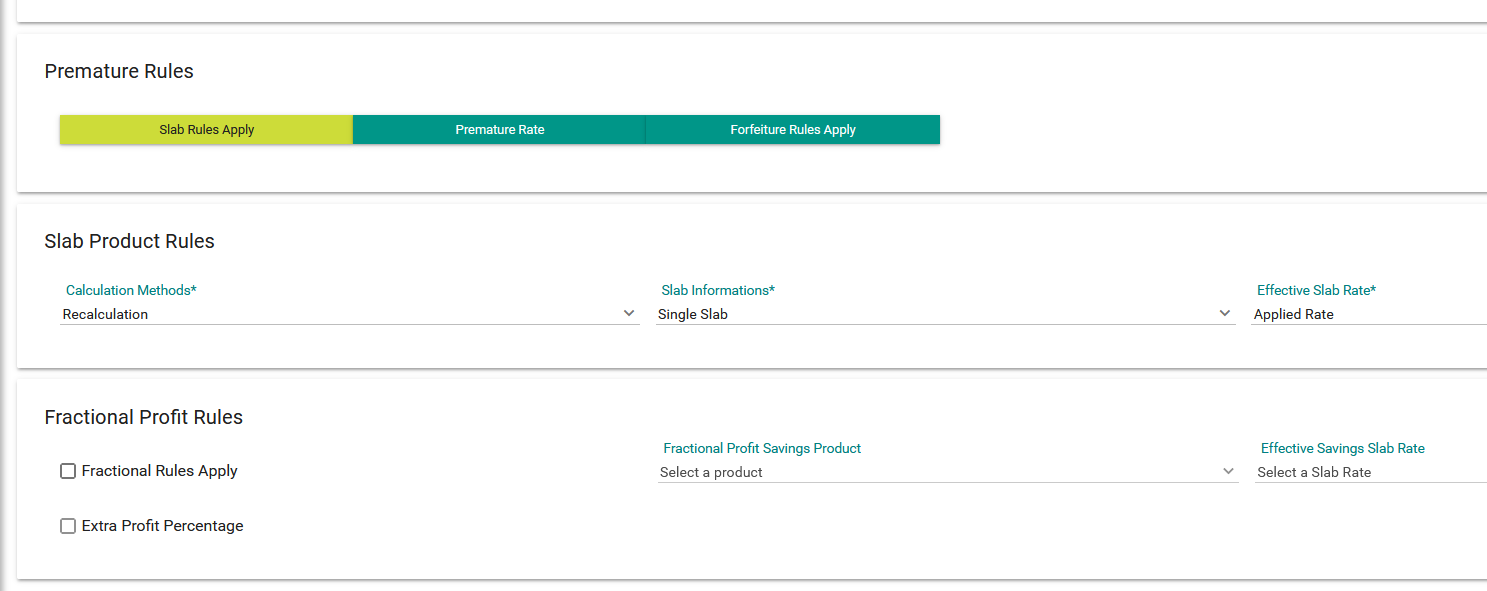 Premature Rules
Slab Rules Apply Premature Rate Forfeiture Rules Apply
Slab Product Rules
Calculation Methods* Slab Informations* Effective Slab Rate*
Recalculation Single Slab Applied Rate
Fractional Profit Rules
Fractional Profit Savings Product Effective Savings Slab Rate
Fractional Rules Apply Select a product Select a Slab Rate
Extra Profit Percentage